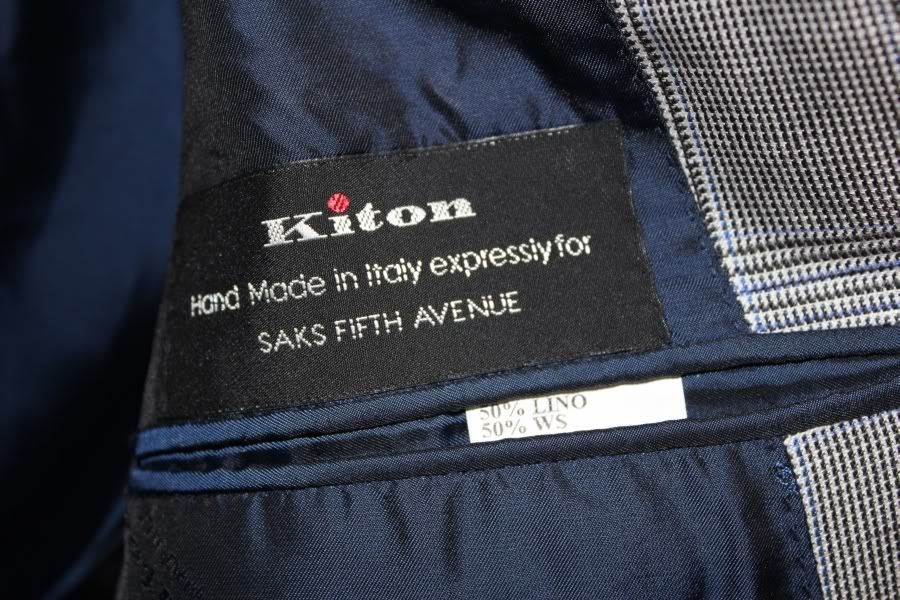 Kiton
Hand Made in Italy expressly for
SAKS FIFTH AVENUE
50% LINO
50% WS